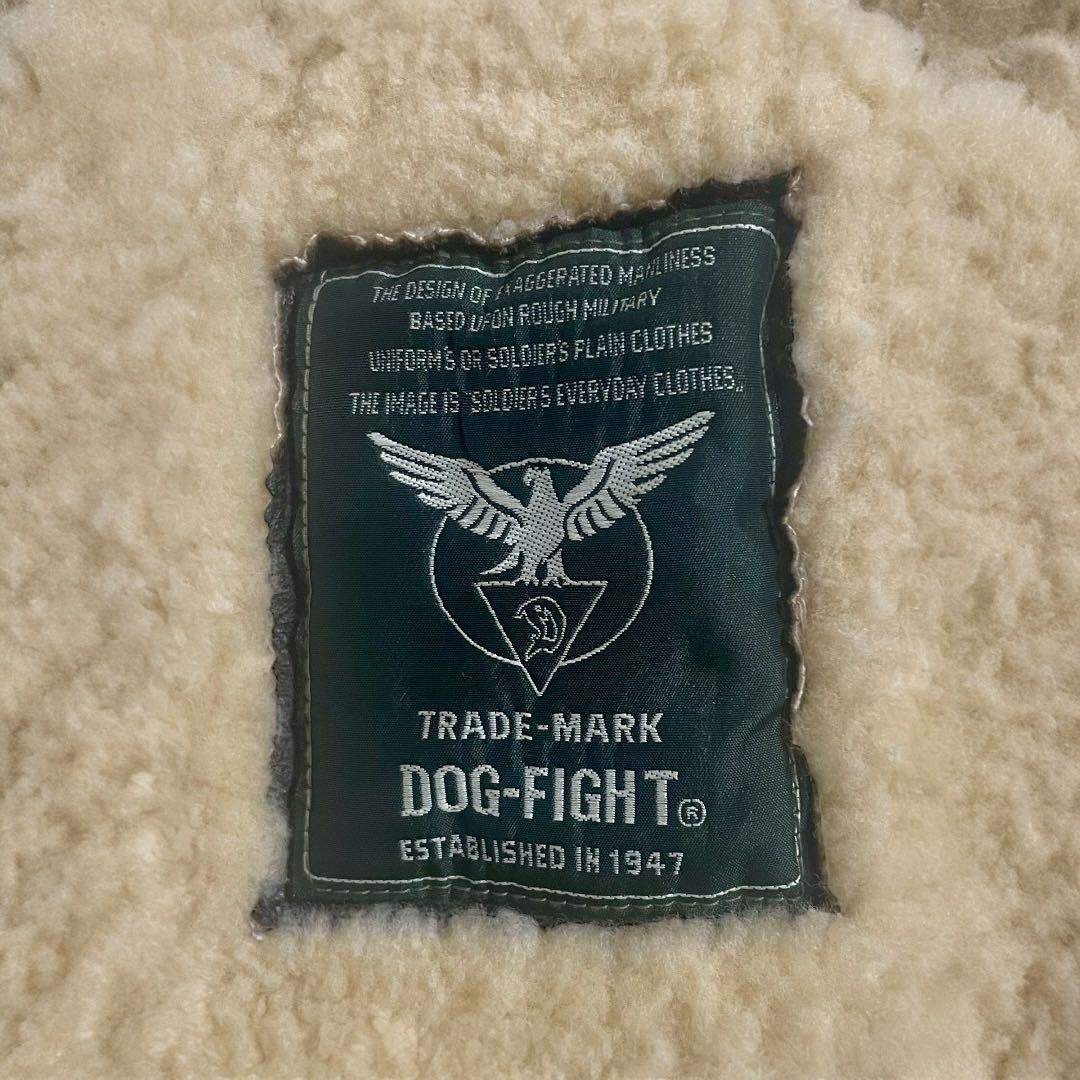 THE DESIGN OF EXAGGERATED MANLINESS
BASED UPON ROUGH MILITARY
UNIFORM'S OR SOLDIER'S PLAIN CLOTHES
THE IMAGE IS "SOLDIER'S EVERYDAY CLOTHES„
TRADE-MARK
DOG-FIGHT®
ESTABLISHED IN 1947